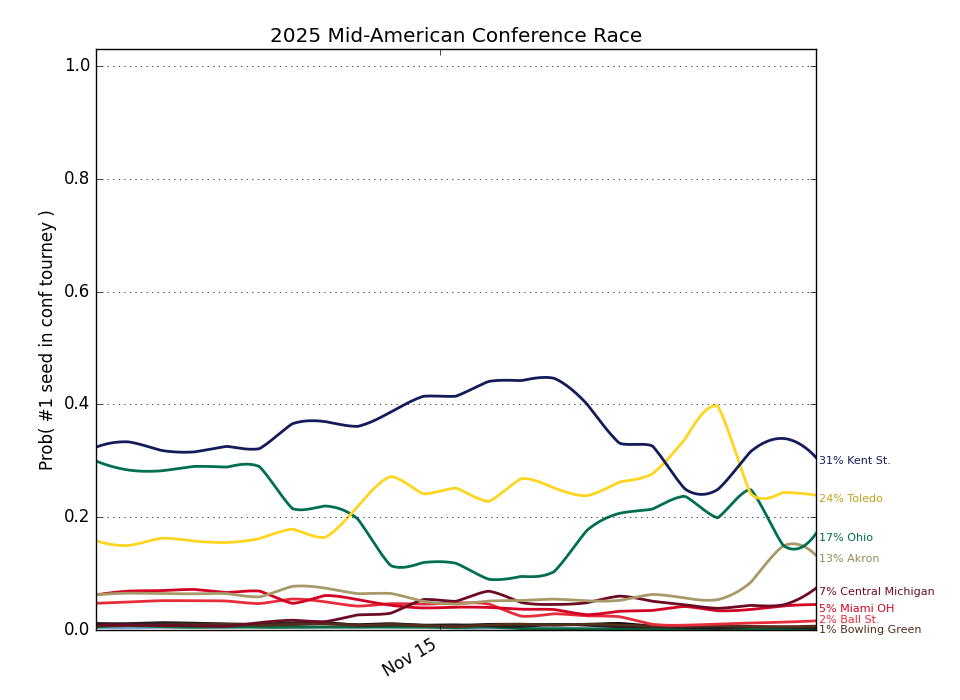 2025 Mid-American Conference Race
Prob( #1 seed in conf tourney )
1.0
0.8
0.6
0.4
0.2
0.0
Nov 15
31% Kent St.
24% Toledo
17% Ohio
13% Akron
7% Central Michigan
5% Miami OH
2% Ball St.
1% Bowling Green